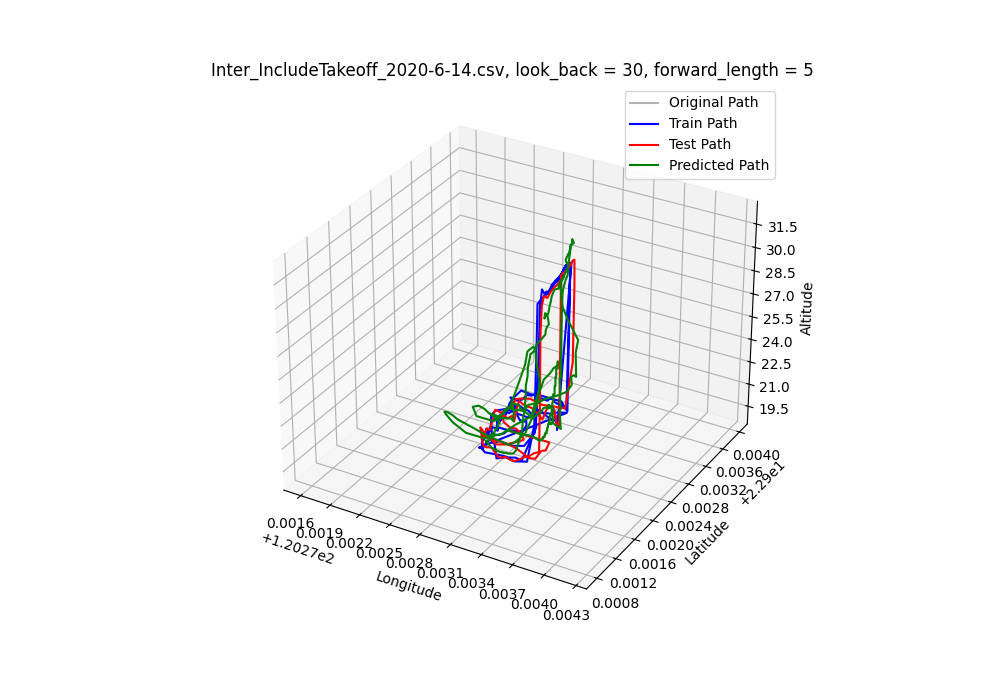 Inter_IncludeTakeoff_2020-6-14.csv, look_back = 30, forward_length = 5
Original Path
Train Path
Test Path
Predicted Path
31.5
30.0
28.5
27.0
25.5
24.0
22.5
21.0
19.5
Altitude
0.0040
0.0036
0.0032
0.0028
0.0024
0.0020
0.0016
0.0012
0.0008
+2.29e1
Latitude
0.0016
0.0019
0.0022
0.0025
0.0028
0.0031
0.0034
0.0037
0.0040
0.0043
+1.2027e2
Longitude